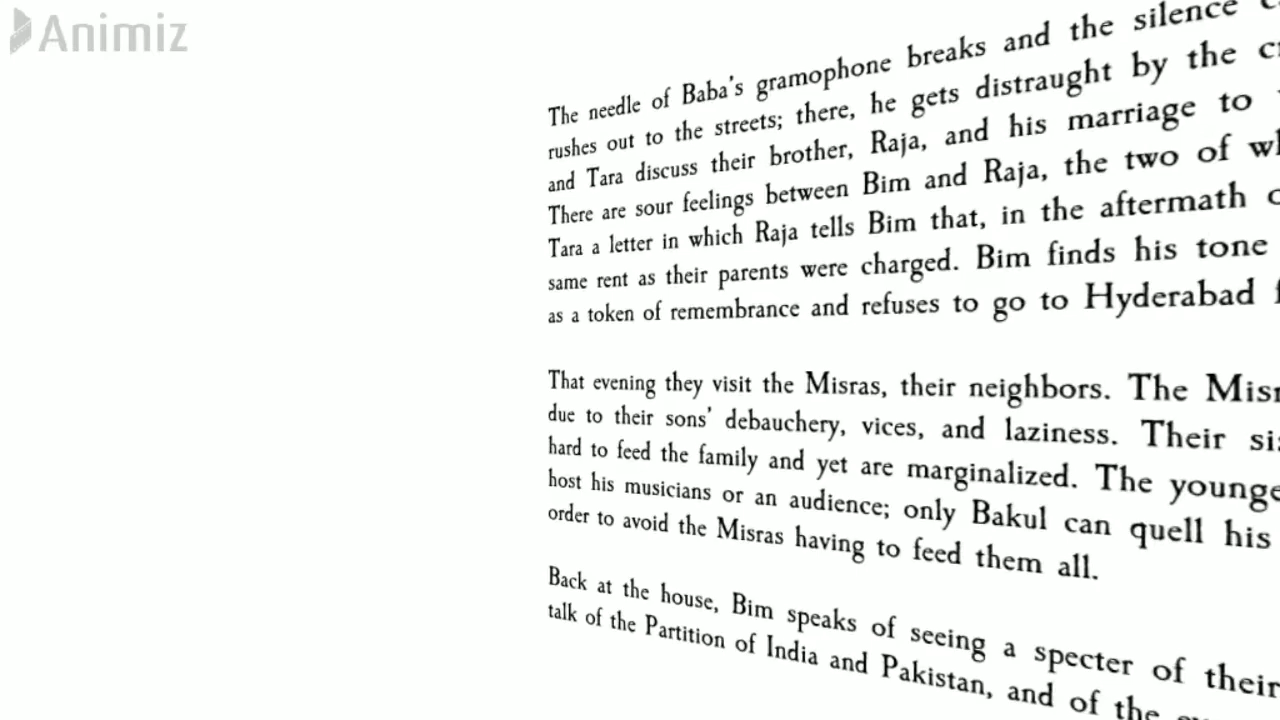 Animiz
The needle of Baba's gramophone breaks and the silence
rushes out to the streets; there, he gets distraught by the
and Tara discuss their brother, Raja, and his marriage to
There are sour feelings between Bim and Raja, the two of
Tara a letter in which Raja tells Bim that, in the aftermath
same rent as their parents were charged. Bim finds his tone
as a token of remembrance and refuses to go to Hyderabad
That evening they visit the Misras, their neighbors. The
due to their sons' debauchery, vices, and laziness. Their
hard to feed the family and yet are marginalized. The
host his musicians or an audience; only Bakul can quell his
order to avoid the Misras having to feed them all.
Back at the house, Bim speaks of seeing a specter of their
talk of the Partition of India and Pakistan, and of the